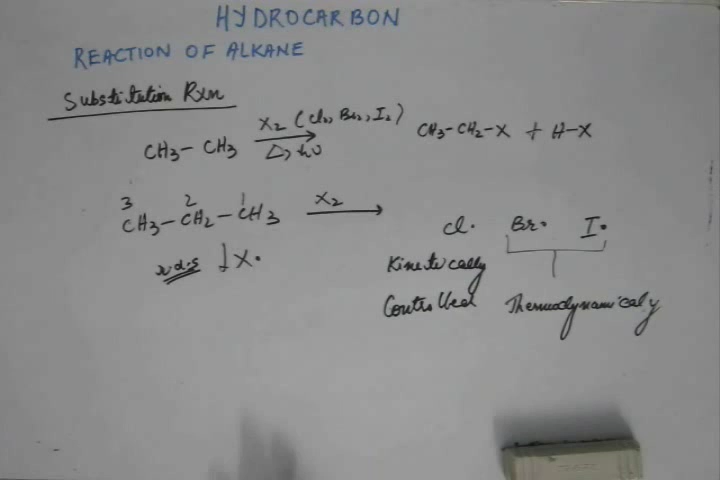 HYDROCARBON
REACTION OF ALKANE
Substitution Rxn
CH3-CH3 X2 (Cl2, Br2, I2) Δ, hν CH3-CH2-X + H-X
3 2 1
CH3-CH2-CH3 X2
r.d.s X•
Cl• Br• I•
Kinetically
Controlled Thermodynamicaly